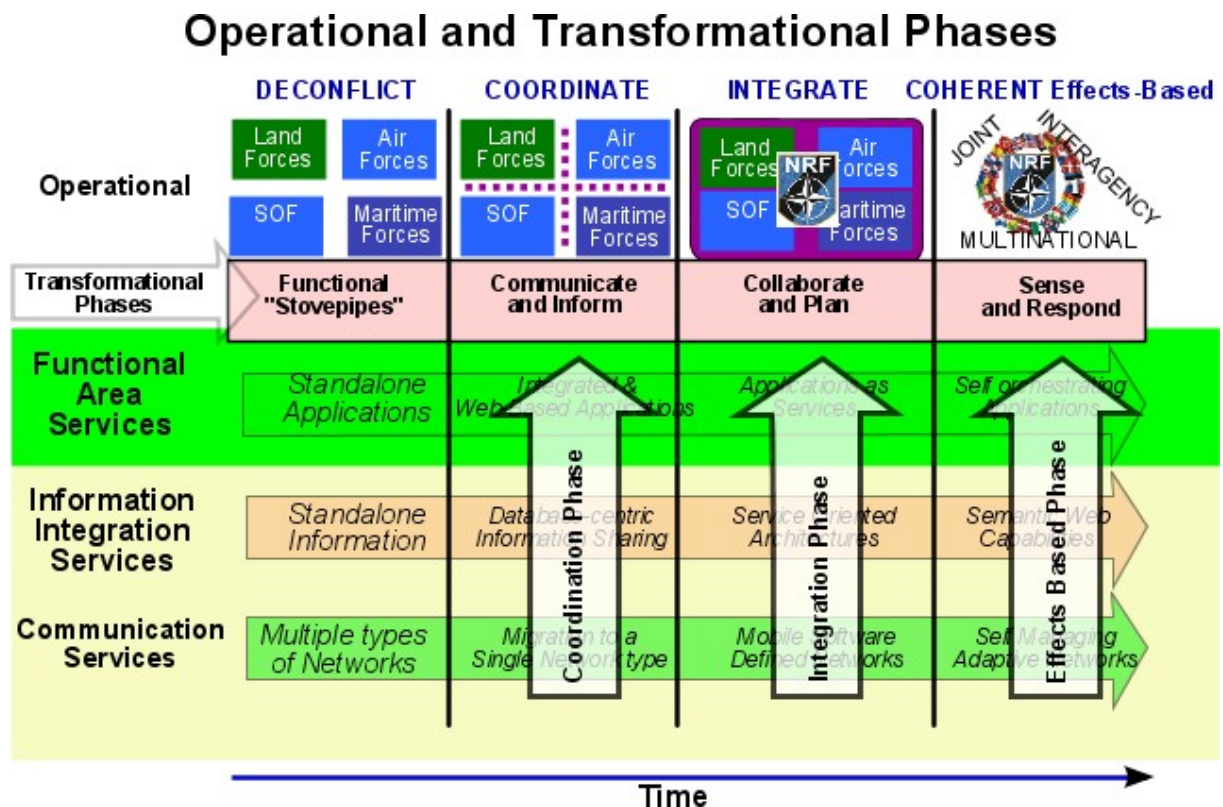 Operational and Transformational Phases
DECONFLICT
COORDINATE
INTEGRATE
COHERENT Effects-Based
Operational
Land
Forces
Air
Forces
SOF
Maritime
Forces
Land
Forces
Air
Forces
SOF
Maritime
Forces
Land
Forces
Air
Forces
SOF
aritime
Forces
NRF
JOINT
INTERAGENCY
MULTINATIONAL
NRF
Transformational
Phases
Functional
"Stovepipes"
Communicate
and Inform
Collaborate
and Plan
Sense
and Respond
Functional
Area
Services
Standalone
Applications
Integrated &
Web-Based Applications
Applications as
Services
Self orchestrating
Applications
Information
Integration
Services
Standalone
Information
Database-centric
Information Sharing
Service Oriented
Architectures
Semantic Web
Capabilities
Communication
Services
Multiple types
of Networks
Migration to a
Single Network type
Mobile Software
Defined Networks
Self Managing
Adaptive Networks
Coordination Phase
Integration Phase
Effects Based Phase
Time